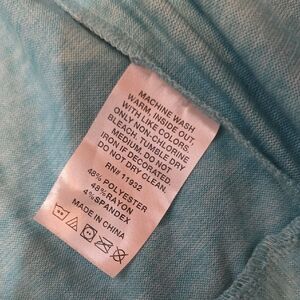 MACHINE WASH
WARM, INSIDE OUT,
WITH LIKE COLORS.
ONLY NON-CHLORINE
BLEACH. TUMBLE DRY
MEDIUM. DO NOT
IRON IF DECORATED.
DO NOT DRY CLEAN.
RN# 11932
48% POLYESTER
48% RAYON
4% SPANDEX
MADE IN CHINA